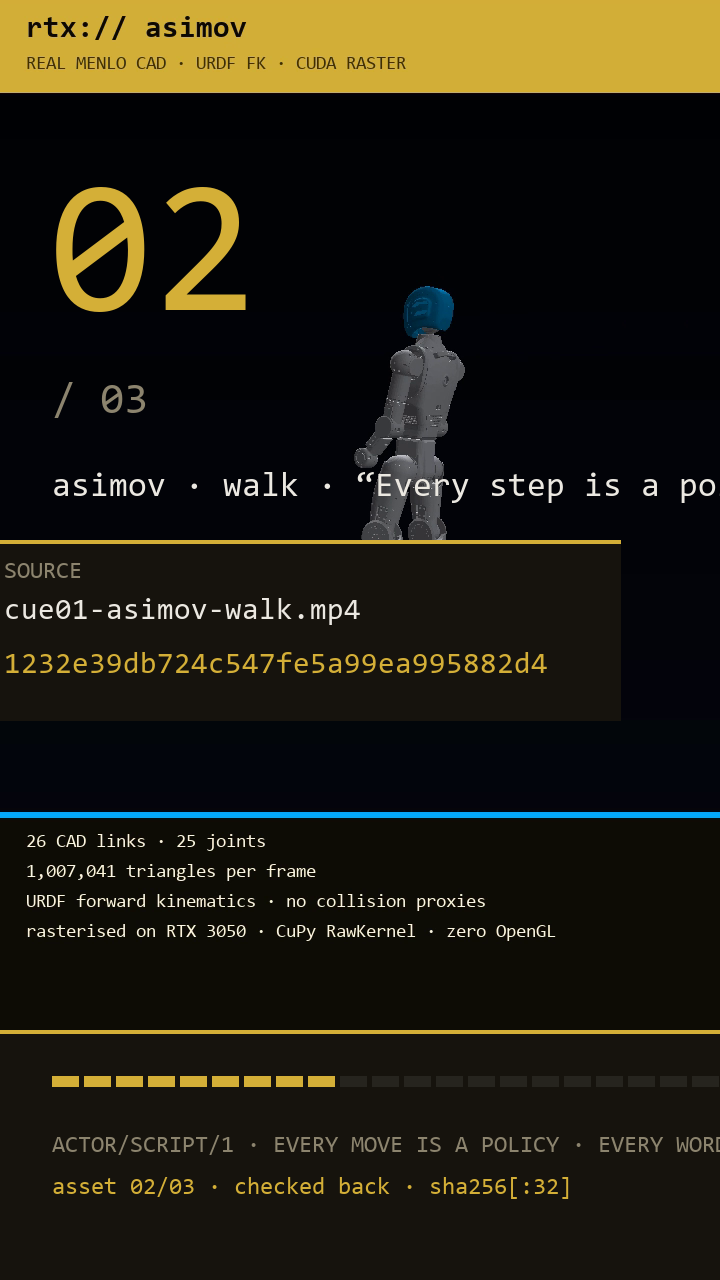 rtx:// asimov
REAL MENLO CAD · URDF FK · CUDA RASTER
02
/ 03
asimov · walk · “Every step is a po
SOURCE
cue01-asimov-walk.mp4
1232e39db724c547fe5a99ea995882d4
26 CAD links · 25 joints
1,007,041 triangles per frame
URDF forward kinematics · no collision proxies
rasterised on RTX 3050 · CuPy RawKernel · zero OpenGL
ACTOR/SCRIPT/1 · EVERY MOVE IS A POLICY · EVERY WORD
asset 02/03 · checked back · sha256[:32]